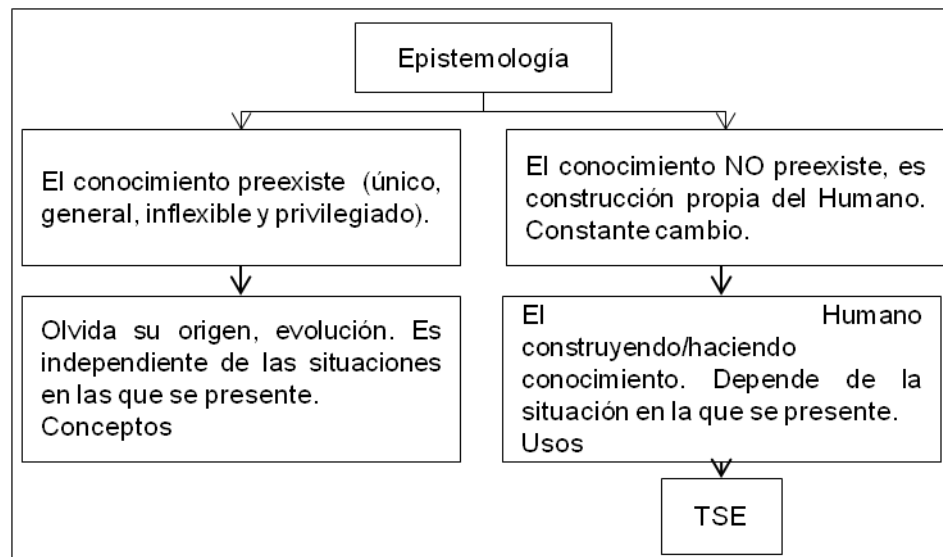 Epistemología
El conocimiento preexiste (único,
general, inflexible y privilegiado).
El conocimiento NO preexiste, es
construcción propia del Humano.
Constante cambio.
Olvida su origen, evolución. Es
independiente de las situaciones
en las que se presente.
Conceptos
El Humano
construyendo/haciendo
conocimiento. Depende de la
situación en la que se presente.
Usos
TSE